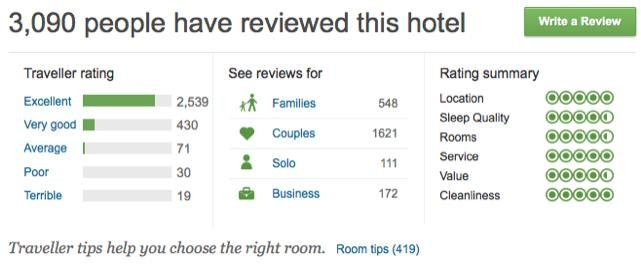 3,090 people have reviewed this hotel
Write a Review
Traveller rating
Excellent 2,539
Very good 430
Average 71
Poor 30
Terrible 19
See reviews for
Families 548
Couples 1621
Solo 111
Business 172
Rating summary
Location
Sleep Quality
Rooms
Service
Value
Cleanliness
Traveller tips help you choose the right room. Room tips (419)